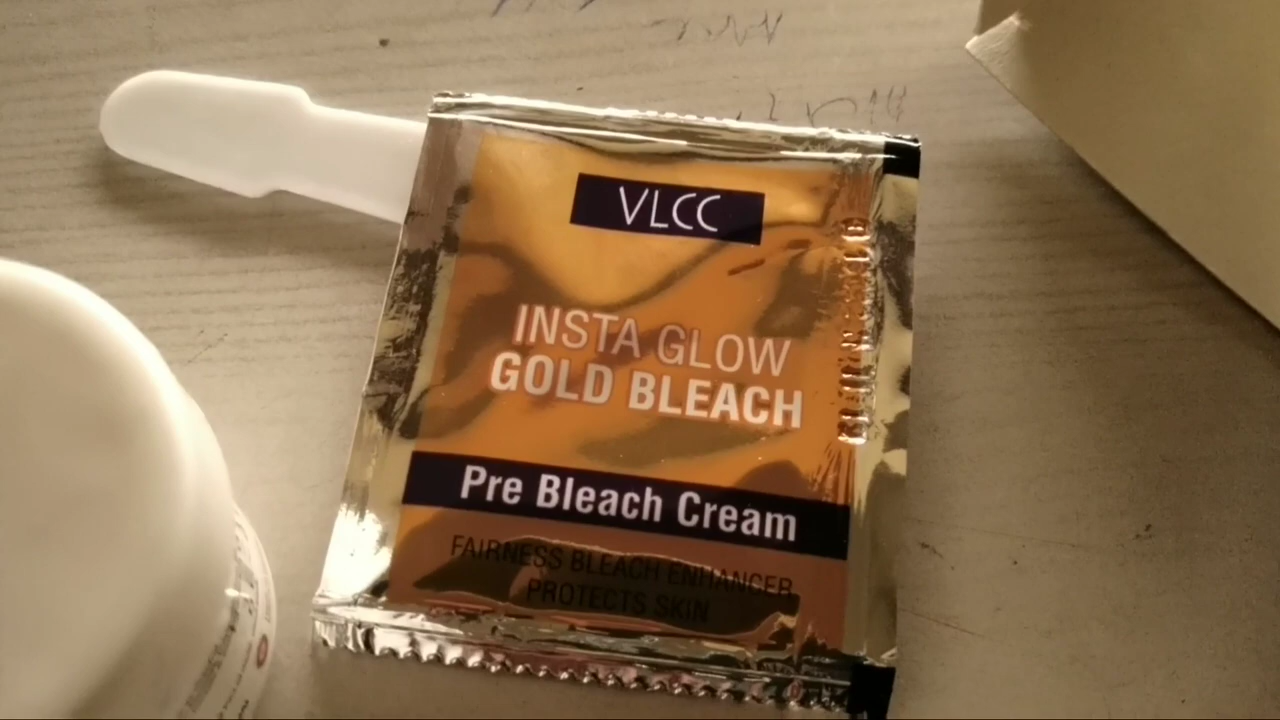 VLCC
INSTA GLOW
GOLD BLEACH
Pre Bleach Cream
FAIRNESS BLEACH ENHANCER
PROTECTS SKIN